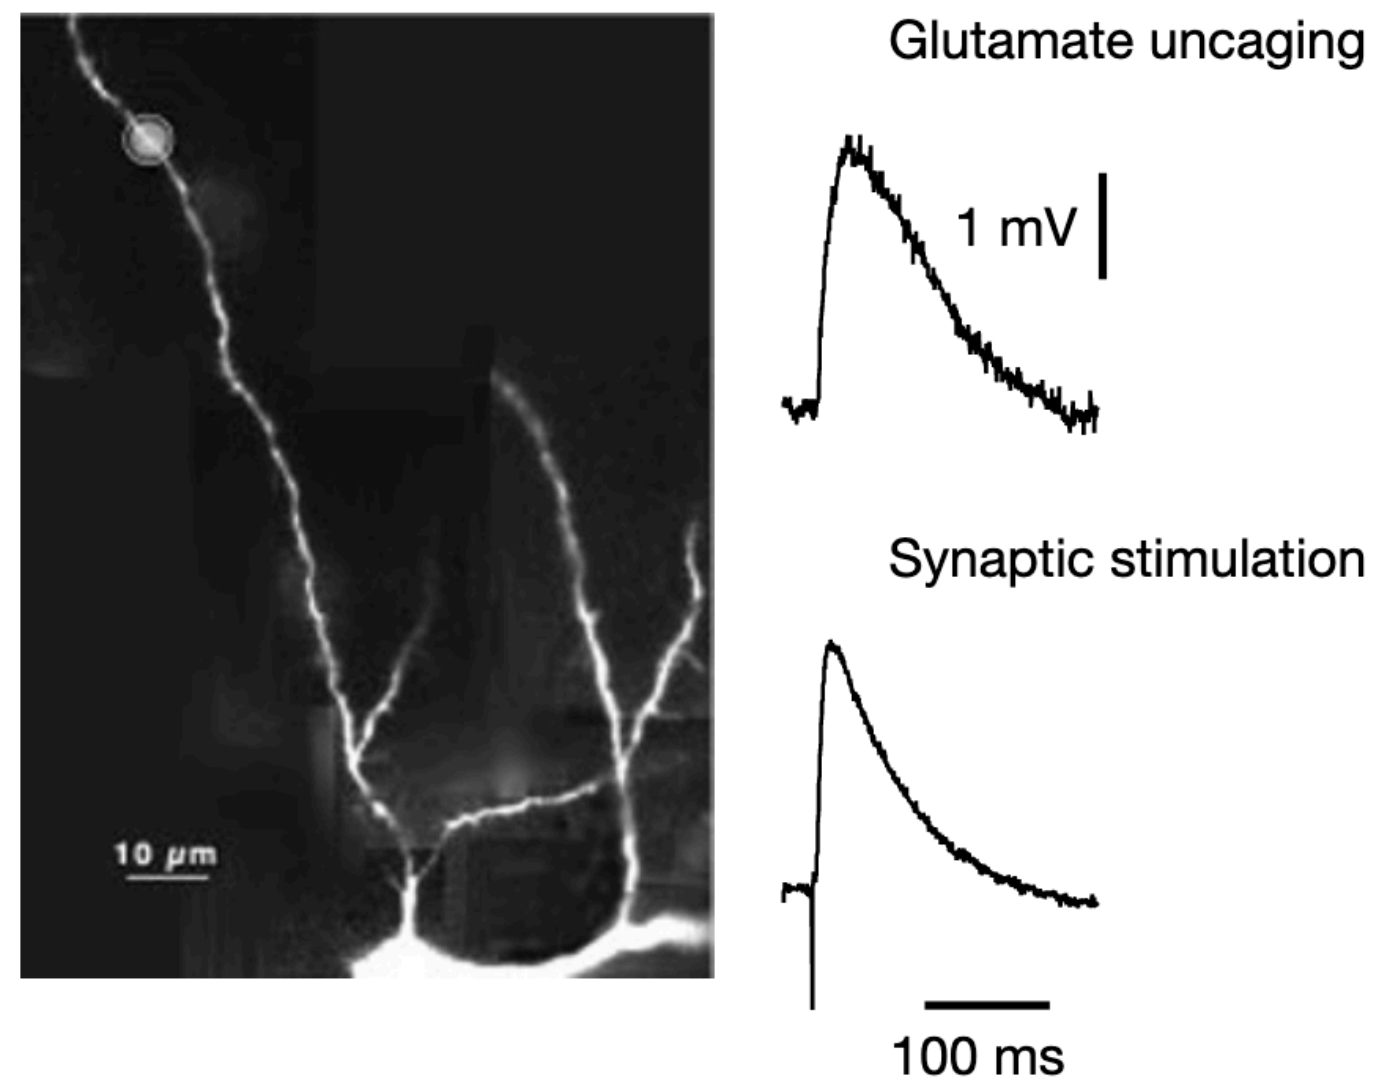 Glutamate uncaging
1 mV
Synaptic stimulation
10 µm
100 ms